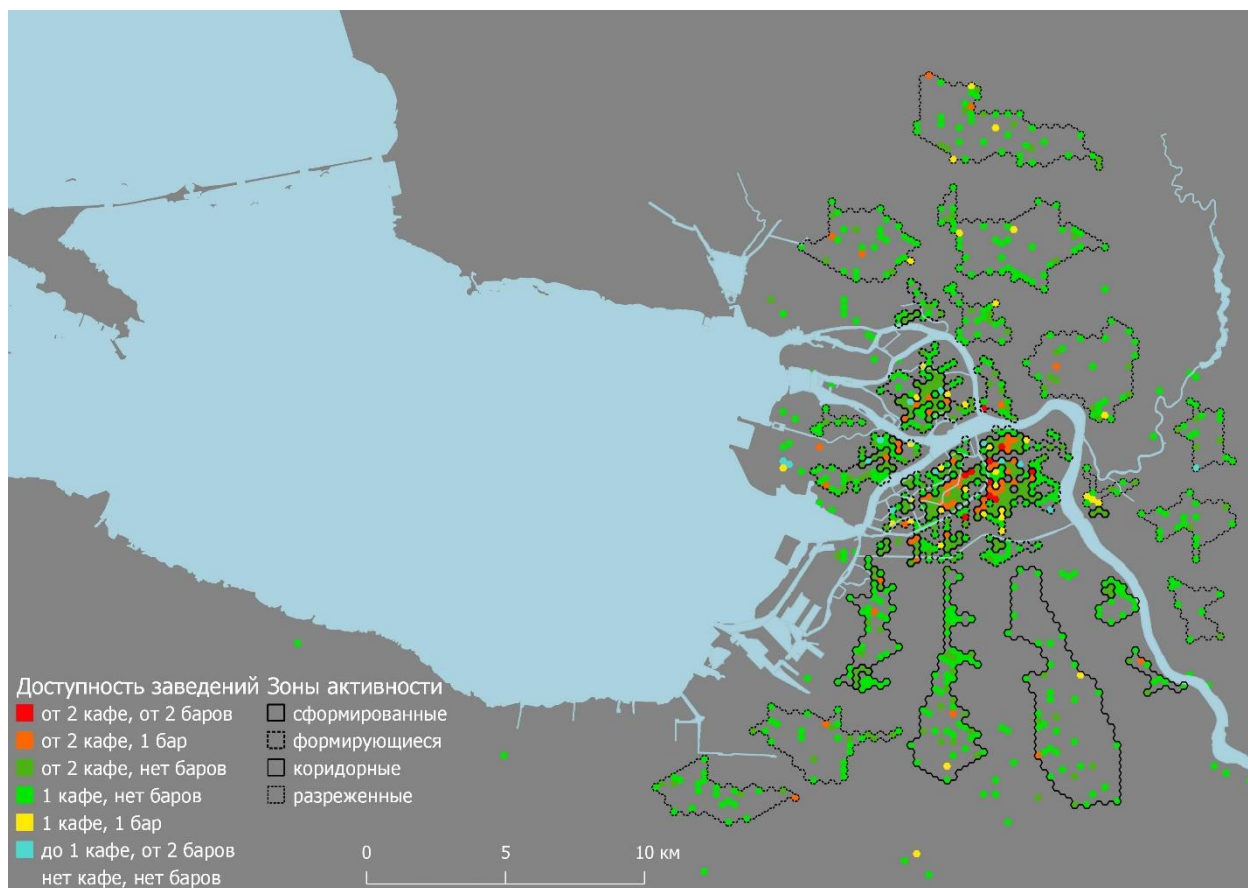 Доступность заведений
от 2 кафе, от 2 баров
от 2 кафе, 1 бар
от 2 кафе, нет баров
1 кафе, нет баров
1 кафе, 1 бар
до 1 кафе, от 2 баров
нет кафе, нет баров
Зоны активности
сформированные
формирующиеся
коридорные
разреженные
0 5 10 км